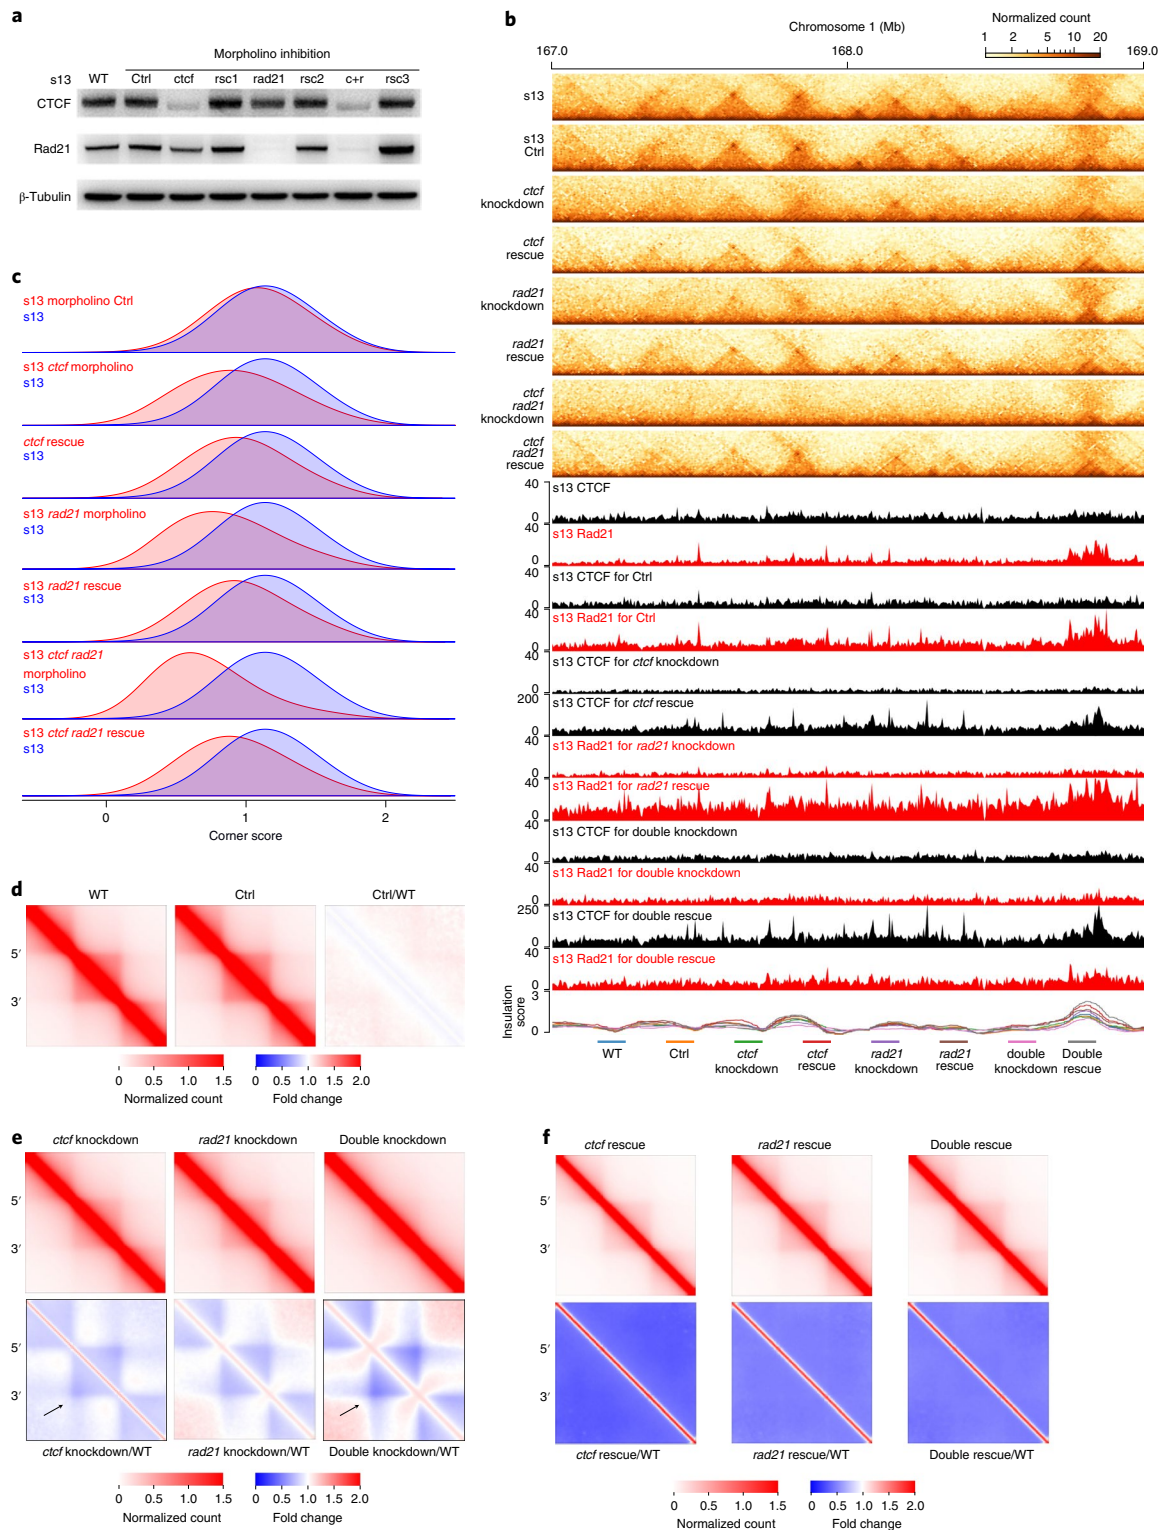 a
Morpholino inhibition
s13 WT Ctrl ctcf rsc1 rad21 rsc2 c+r rsc3
CTCF
Rad21
β-Tubulin
b
Chromosome 1 (Mb)
167.0 168.0 169.0
Normalized count
1 2 5 10 20
s13
s13
Ctrl
ctcf
knockdown
ctcf
rescue
rad21
knockdown
rad21
rescue
ctcf
rad21
knockdown
ctcf
rad21
rescue
40
s13 CTCF
0
40
s13 Rad21
0
40
s13 CTCF for Ctrl
0
40
s13 Rad21 for Ctrl
0
40
s13 CTCF for ctcf knockdown
0
200
s13 CTCF for ctcf rescue
0
40
s13 Rad21 for rad21 knockdown
0
40
s13 Rad21 for rad21 rescue
0
40
s13 CTCF for double knockdown
0
40
s13 Rad21 for double knockdown
0
250
s13 CTCF for double rescue
0
40
s13 Rad21 for double rescue
0
3
Insulation
score
0
WT
Ctrl
ctcf
knockdown
ctcf
rescue
rad21
knockdown
rad21
rescue
double
knockdown
Double
rescue
c
s13 morpholino Ctrl
s13
s13 ctcf morpholino
s13
ctcf rescue
s13
s13 rad21 morpholino
s13
s13 rad21 rescue
s13
s13 ctcf rad21
morpholino
s13
s13 ctcf rad21 rescue
s13
0 1 2
Corner score
d
WT Ctrl Ctrl/WT
5′
3′
0 0.5 1.0 1.5
Normalized count
0 0.5 1.0 2.0
Fold change
e
ctcf knockdown rad21 knockdown Double knockdown
5′
3′
5′
3′
ctcf knockdown/WT rad21 knockdown/WT Double knockdown/WT
0 0.5 1.0 1.5
Normalized count
0 0.5 1.0 2.0
Fold change
f
ctcf rescue rad21 rescue Double rescue
5′
3′
5′
3′
ctcf rescue/WT rad21 rescue/WT Double rescue/WT
0 0.5 1.0 1.5
Normalized count
0 0.5 1.0 2.0
Fold change